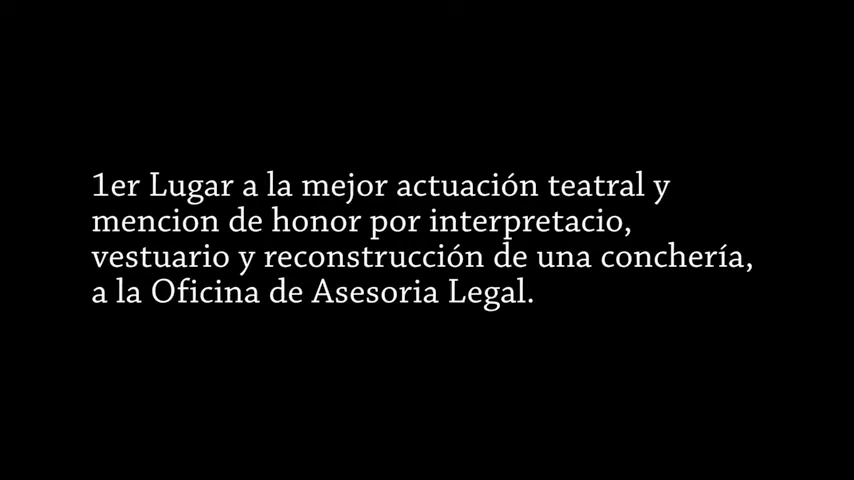 1er Lugar a la mejor actuación teatral y
mencion de honor por interpretacio,
vestuario y reconstrucción de una conchería,
a la Oficina de Asesoria Legal.